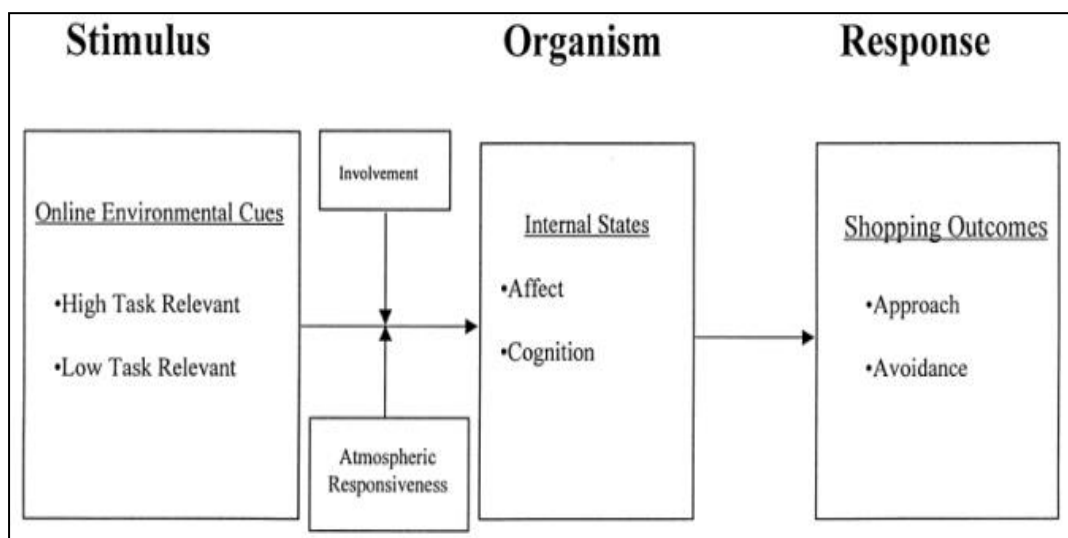 Stimulus
Organism
Response
Online Environmental Cues
•High Task Relevant
•Low Task Relevant
Involvement
Atmospheric
Responsiveness
Internal States
•Affect
•Cognition
Shopping Outcomes
•Approach
•Avoidance